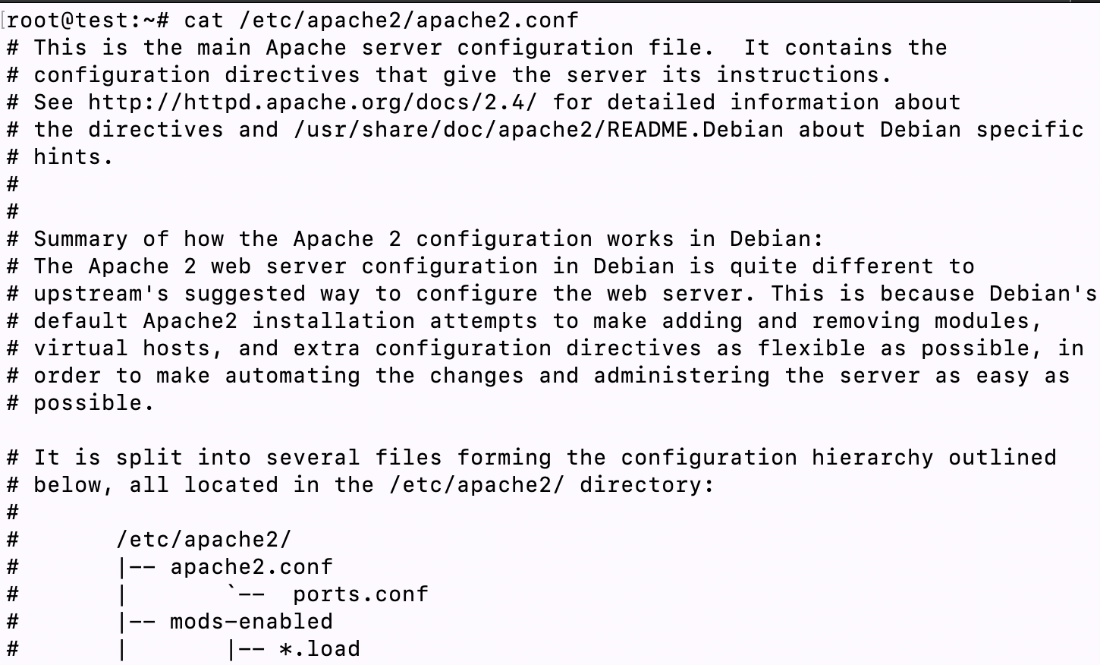 [root@test:~# cat /etc/apache2/apache2.conf
# This is the main Apache server configuration file.  It contains the
# configuration directives that give the server its instructions.
# See http://httpd.apache.org/docs/2.4/ for detailed information about
# the directives and /usr/share/doc/apache2/README.Debian about Debian specific
# hints.
#
#
# Summary of how the Apache 2 configuration works in Debian:
# The Apache 2 web server configuration in Debian is quite different to
# upstream's suggested way to configure the web server. This is because Debian's
# default Apache2 installation attempts to make adding and removing modules,
# virtual hosts, and extra configuration directives as flexible as possible, in
# order to make automating the changes and administering the server as easy as
# possible.

# It is split into several files forming the configuration hierarchy outlined
# below, all located in the /etc/apache2/ directory:
#
#       /etc/apache2/
#       |-- apache2.conf
#       |       `--  ports.conf
#       |-- mods-enabled
#       |       |-- *.load